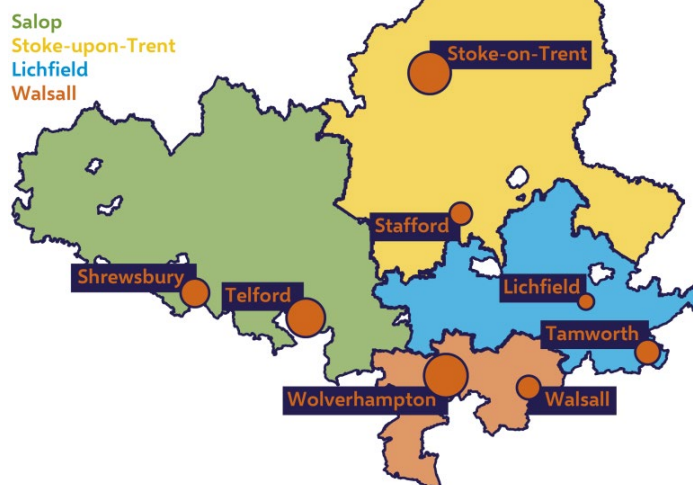 Salop
Stoke-upon-Trent
Lichfield
Walsall
Stoke-on-Trent
Stafford
Shrewsbury
Telford
Lichfield
Tamworth
Wolverhampton
Walsall